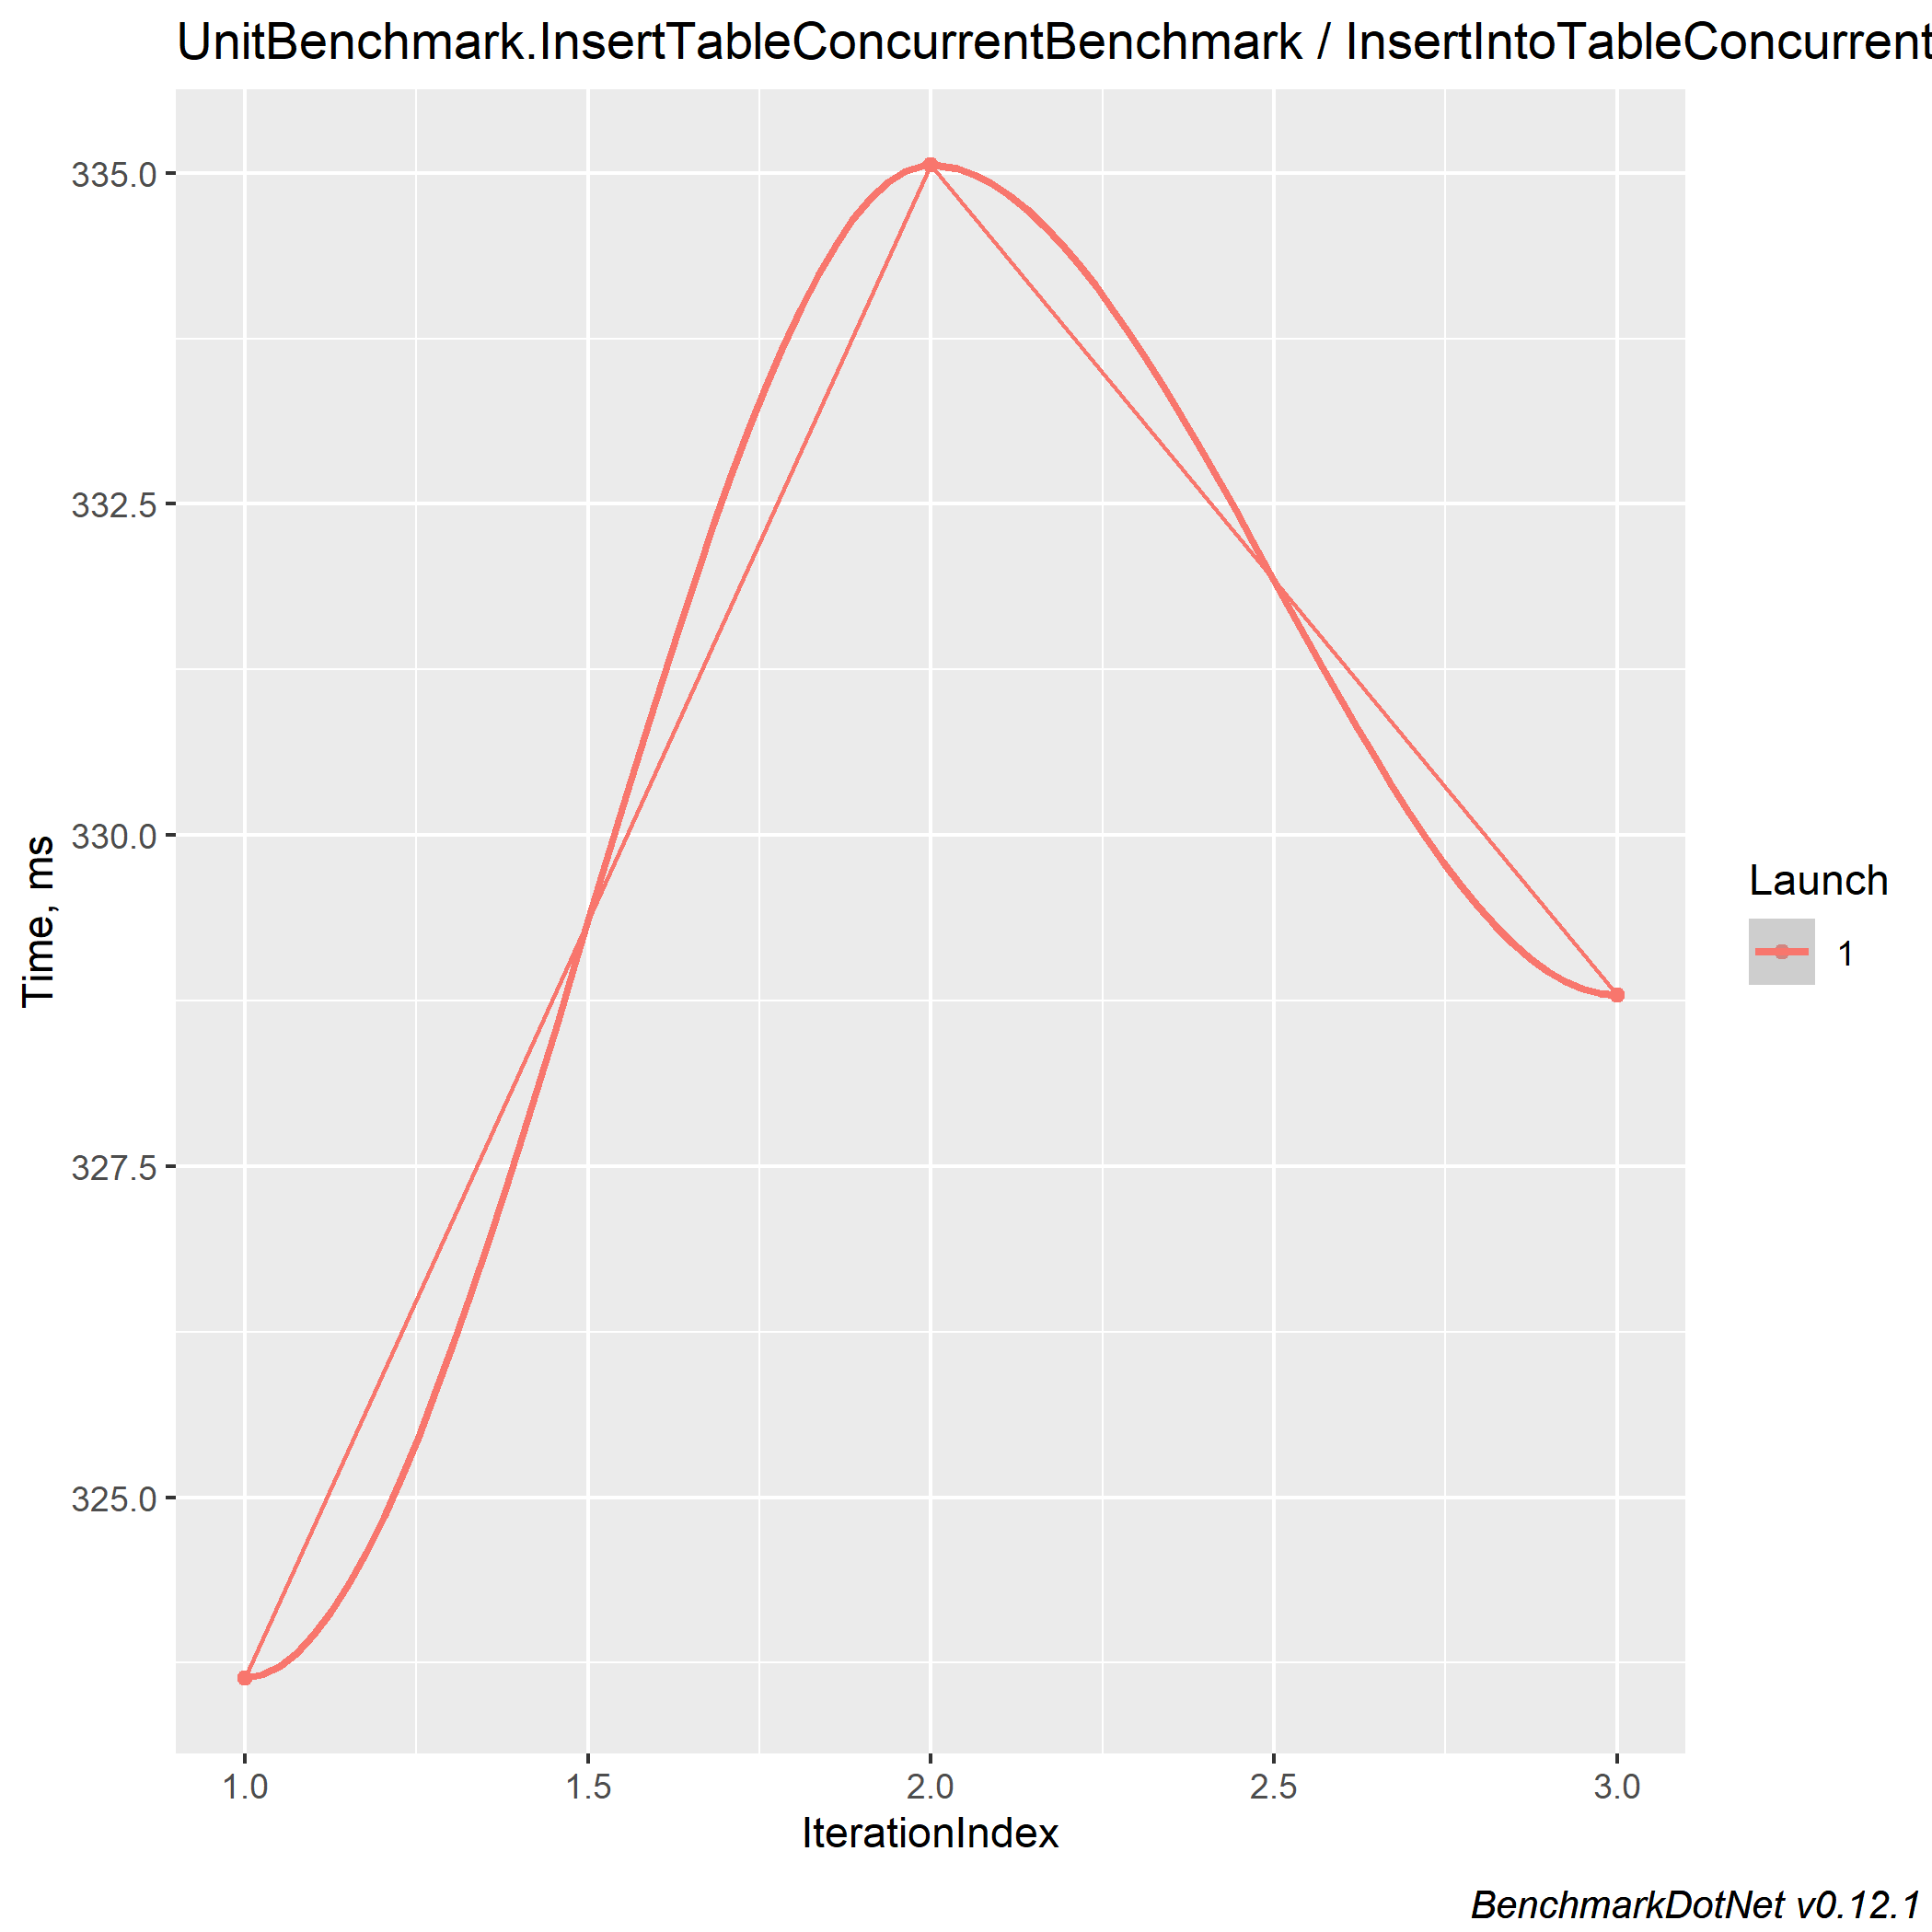 UnitBenchmark.InsertTableConcurrentBenchmark / InsertIntoTableConcurrent
335.0
332.5
330.0
327.5
325.0
Time, ms
1.0 1.5 2.0 2.5 3.0
IterationIndex
Launch
1
BenchmarkDotNet v0.12.1